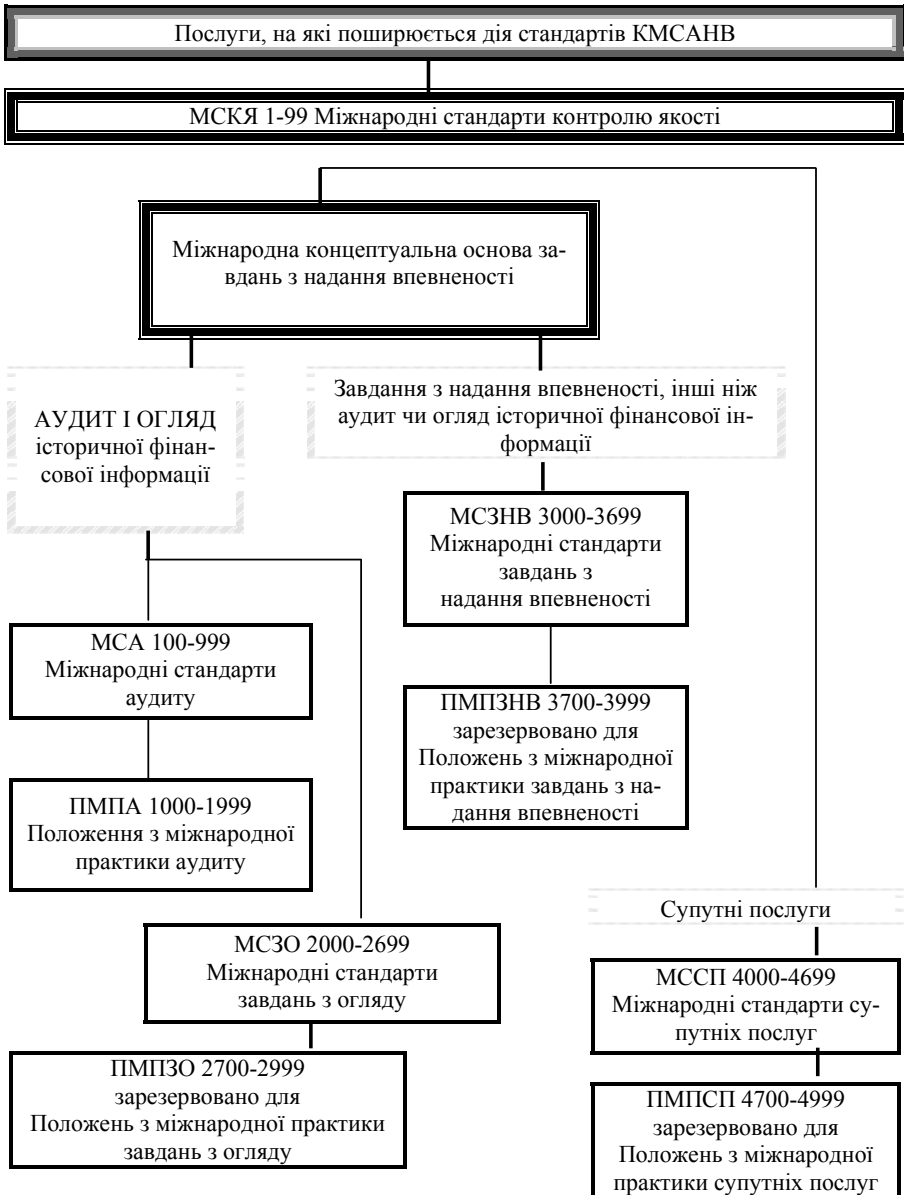 Послуги, на які поширюється дія стандартів КМСАНВ
МСКЯ 1-99 Міжнародні стандарти контролю якості
Міжнародна концептуальна основа за-
вдань з надання впевненості
АУДИТ І ОГЛЯД
історичної фінан-
сової інформації
Завдання з надання впевненості, інші ніж
аудит чи огляд історичної фінансової ін-
формації
МСЗНВ 3000-3699
Міжнародні стандарти
завдань з
надання впевненості
МСА 100-999
Міжнародні стандарти
аудиту
ПМПЗНВ 3700-3999
зарезервовано для
Положень з міжнародної
практики завдань з на-
дання впевненості
ПМПА 1000-1999
Положення з міжнародної
практики аудиту
Супутні послуги
МСЗО 2000-2699
Міжнародні стандарти
завдань з огляду
МССП 4000-4699
Міжнародні стандарти су-
путніх послуг
ПМПЗО 2700-2999
зарезервовано для
Положень з міжнародної практики
завдань з огляду
ПМПСП 4700-4999
зарезервовано для
Положень з міжнародної
практики супутніх послуг